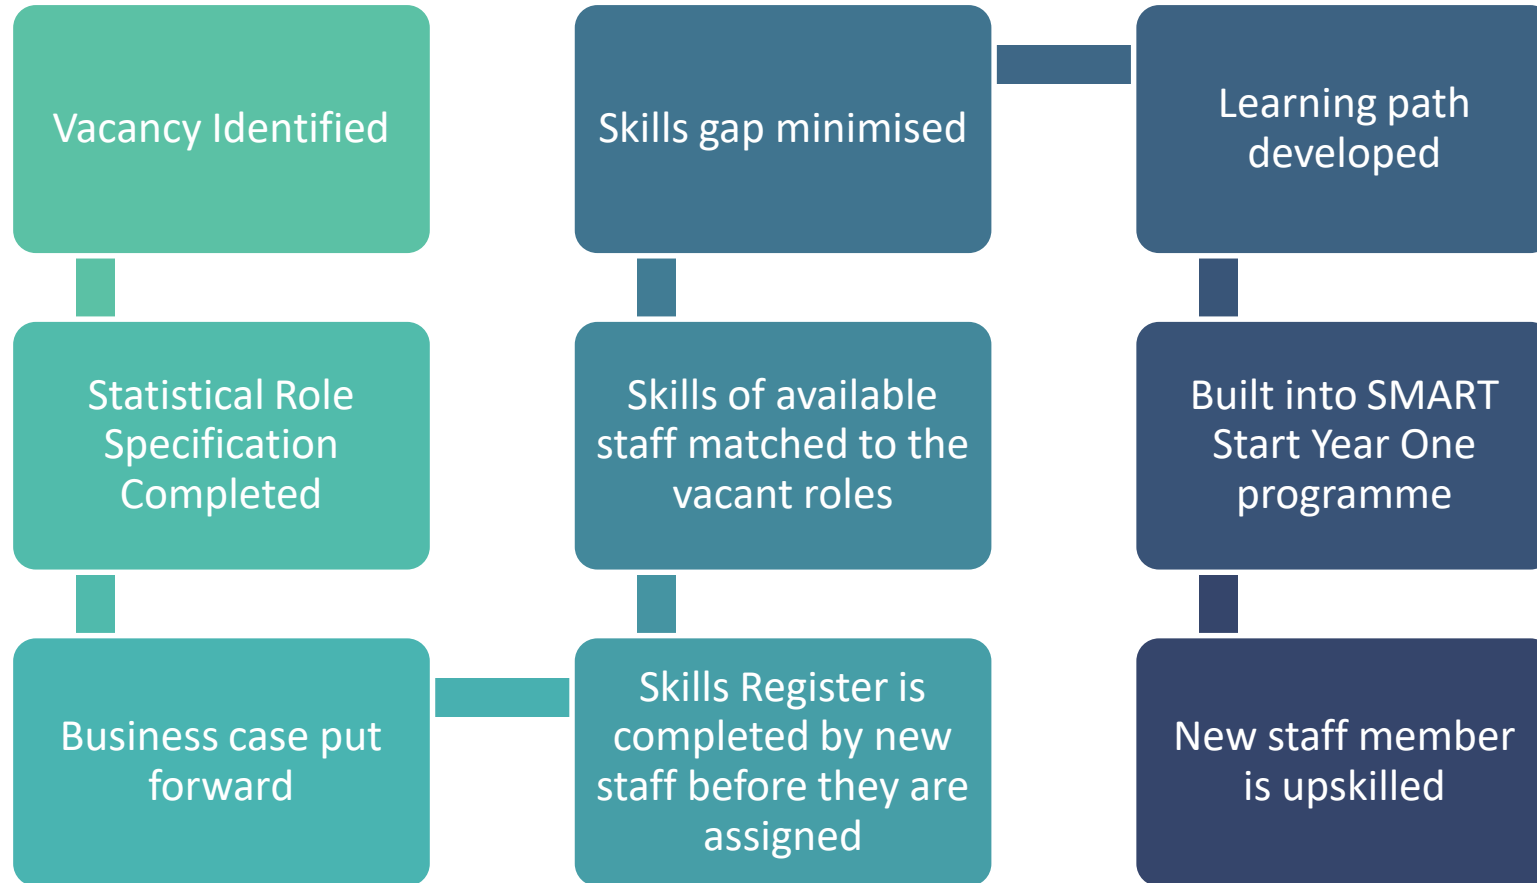 Vacancy Identified
Statistical Role
Specification
Completed
Business case put
forward
Skills Register is
completed by new
staff before they are
assigned
Skills of available
staff matched to the
vacant roles
Skills gap minimised
Learning path
developed
Built into SMART
Start Year One
programme
New staff member
is upskilled